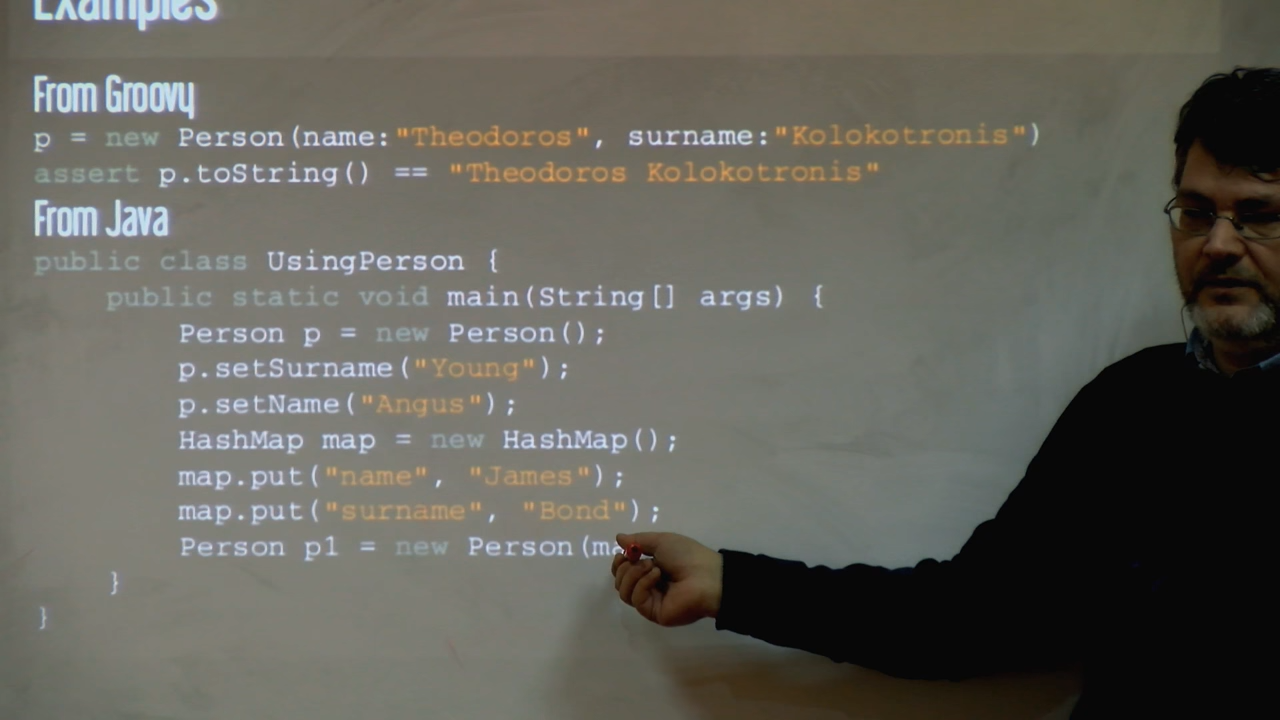 Examples
From Groovy
p = new Person(name:"Theodoros", surname:"Kolokotronis")
assert p.toString() == "Theodoros Kolokotronis"
From Java
public class UsingPerson {
public static void main(String[] args) {
Person p = new Person();
p.setSurname("Young");
p.setName("Angus");
HashMap map = new HashMap();
map.put("name", "James");
map.put("surname", "Bond");
Person p1 = new Person(ma
}
}